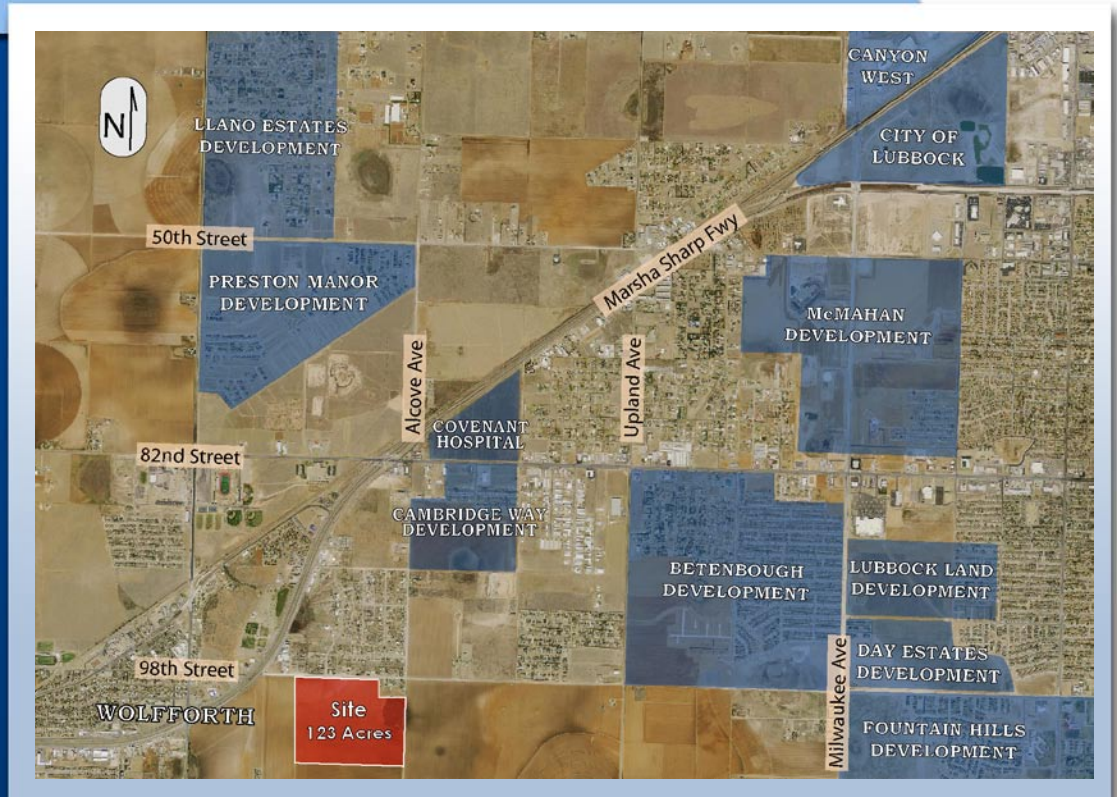 CANYON
WEST
N
LLANO ESTATES
DEVELOPMENT
CITY OF
LUBBOCK
50th Street
Marsha Sharp Fwy
PRESTON MANOR
DEVELOPMENT
McMAHAN
DEVELOPMENT
Alcove Ave
Upland Ave
COVENANT
HOSPITAL
82nd Street
CAMBRIDGE WAY
DEVELOPMENT
BETENBOUGH
DEVELOPMENT
LUBBOCK LAND
DEVELOPMENT
98th Street
DAY ESTATES
DEVELOPMENT
Milwaukee Ave
WOLFFORTH
Site
123 Acres
FOUNTAIN HILLS
DEVELOPMENT